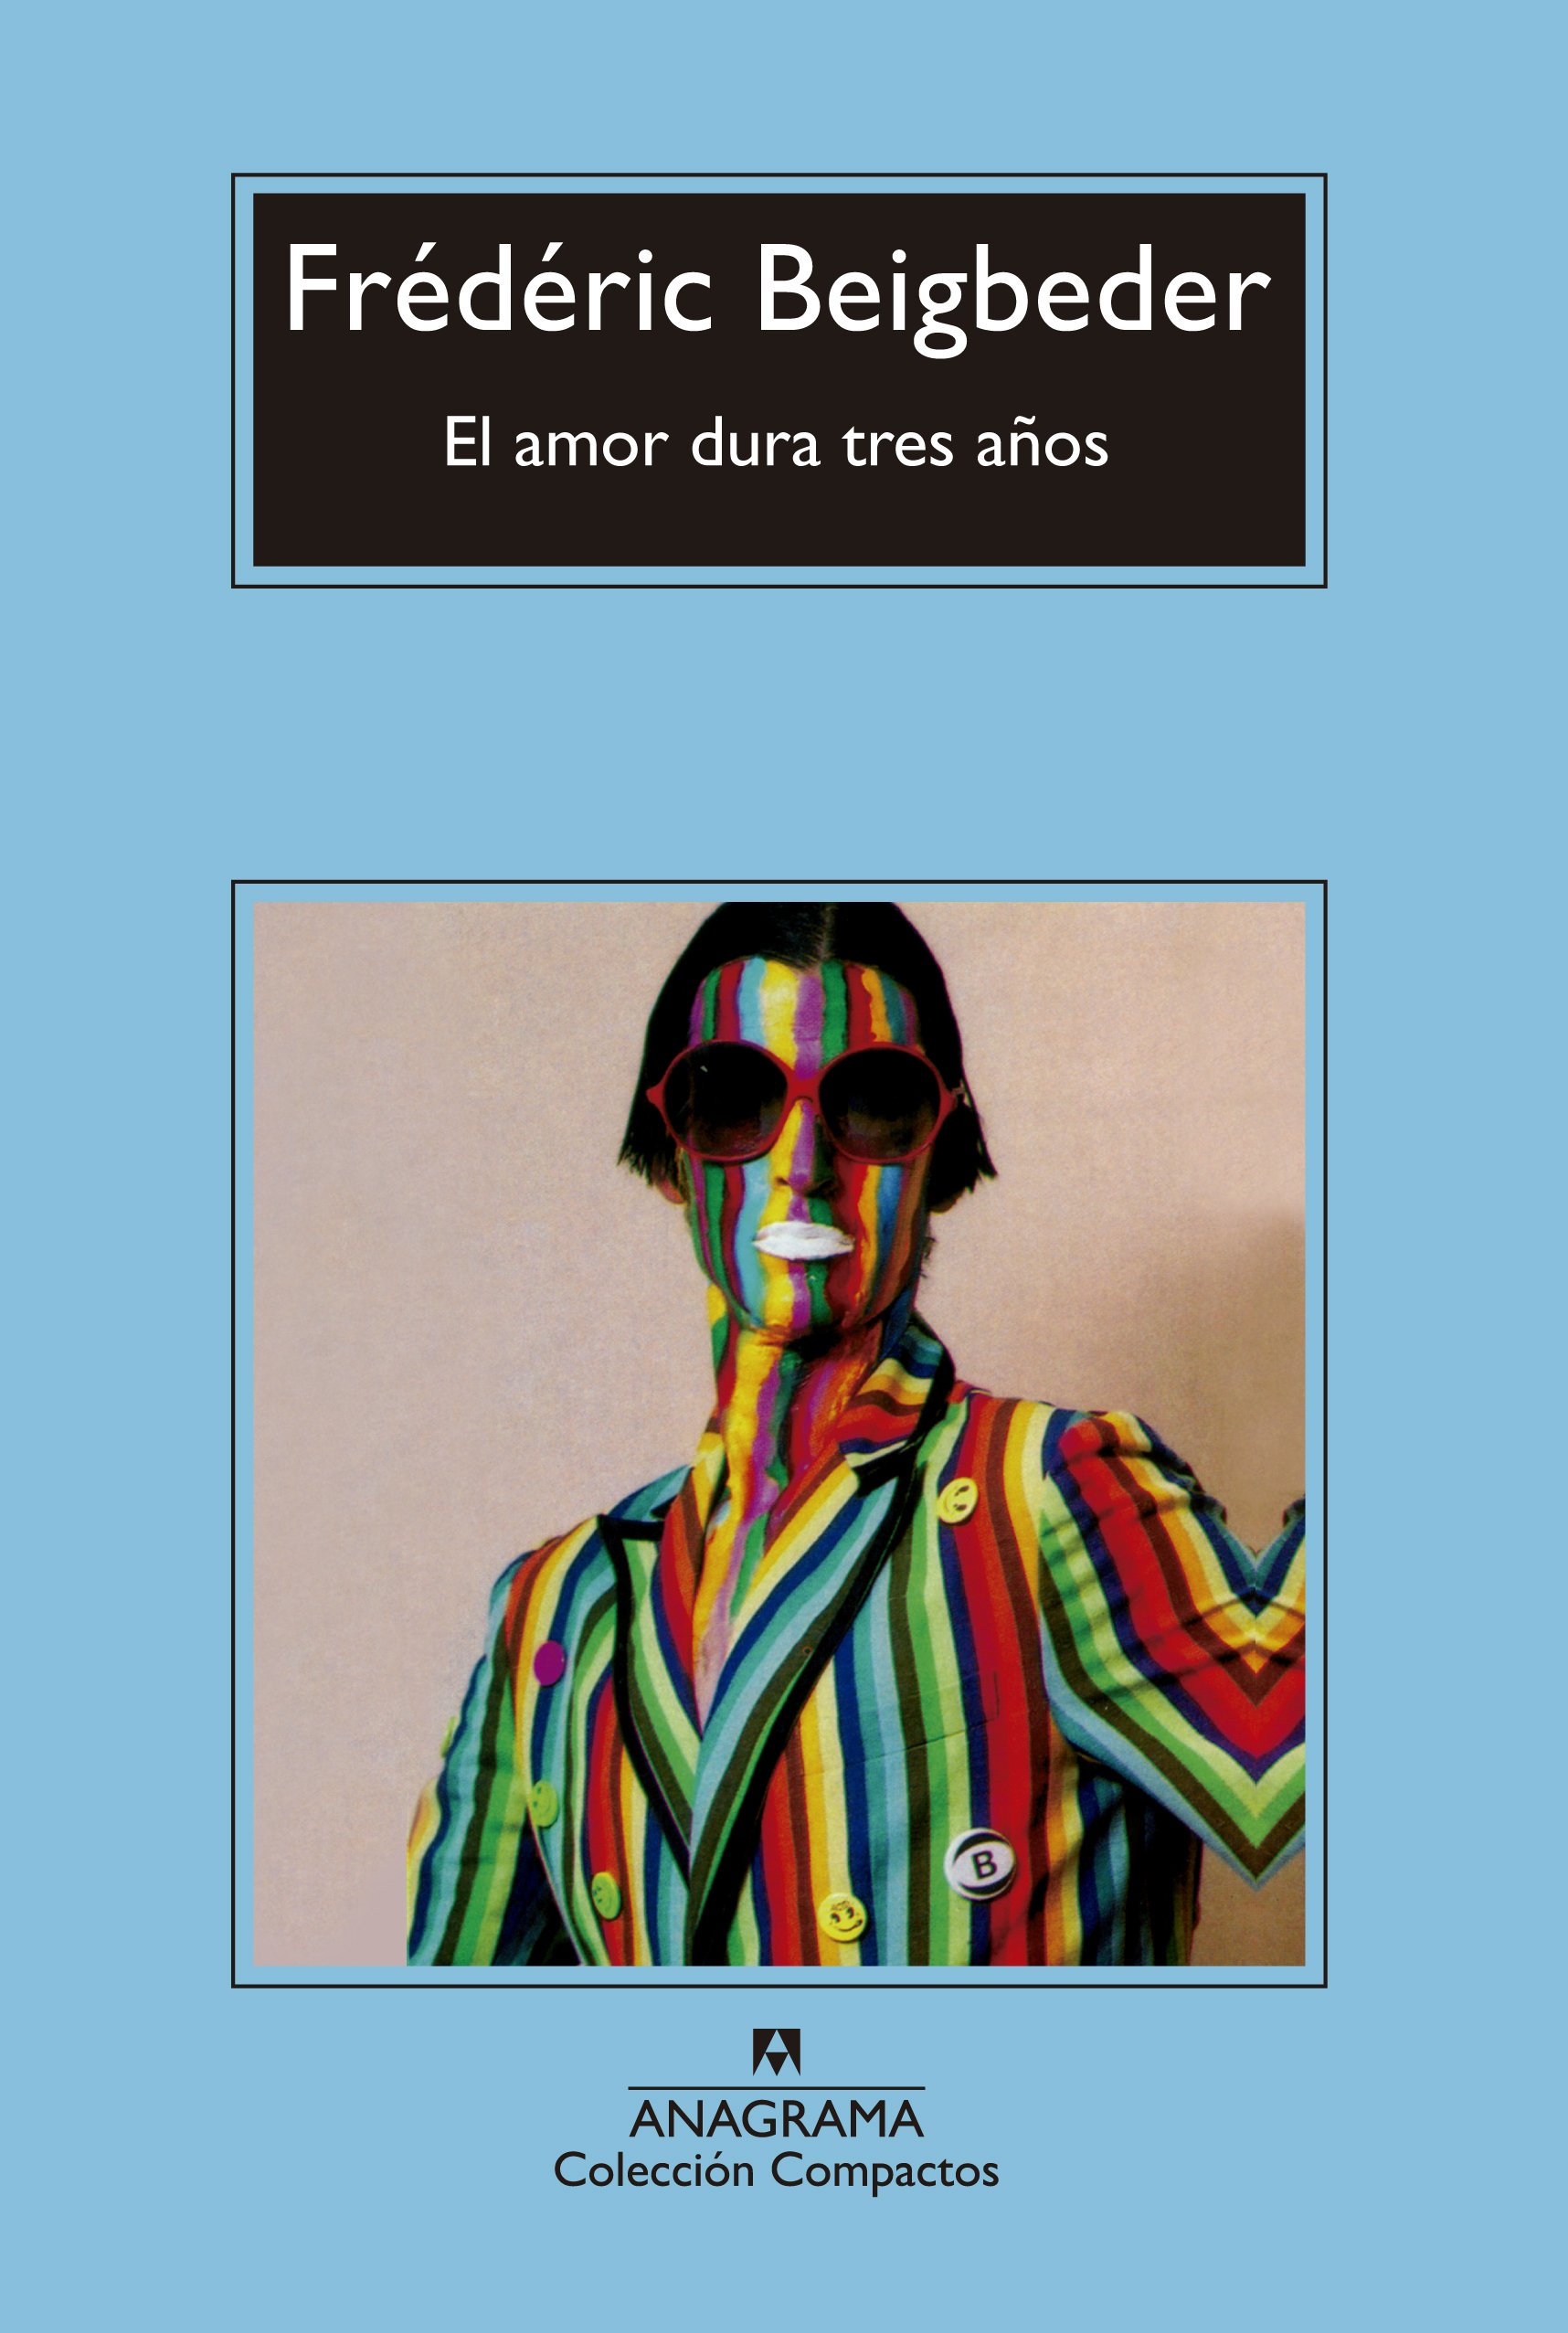 Frédéric Beigbeder
El amor dura tres años
B
ANAGRAMA
Colección Compactos